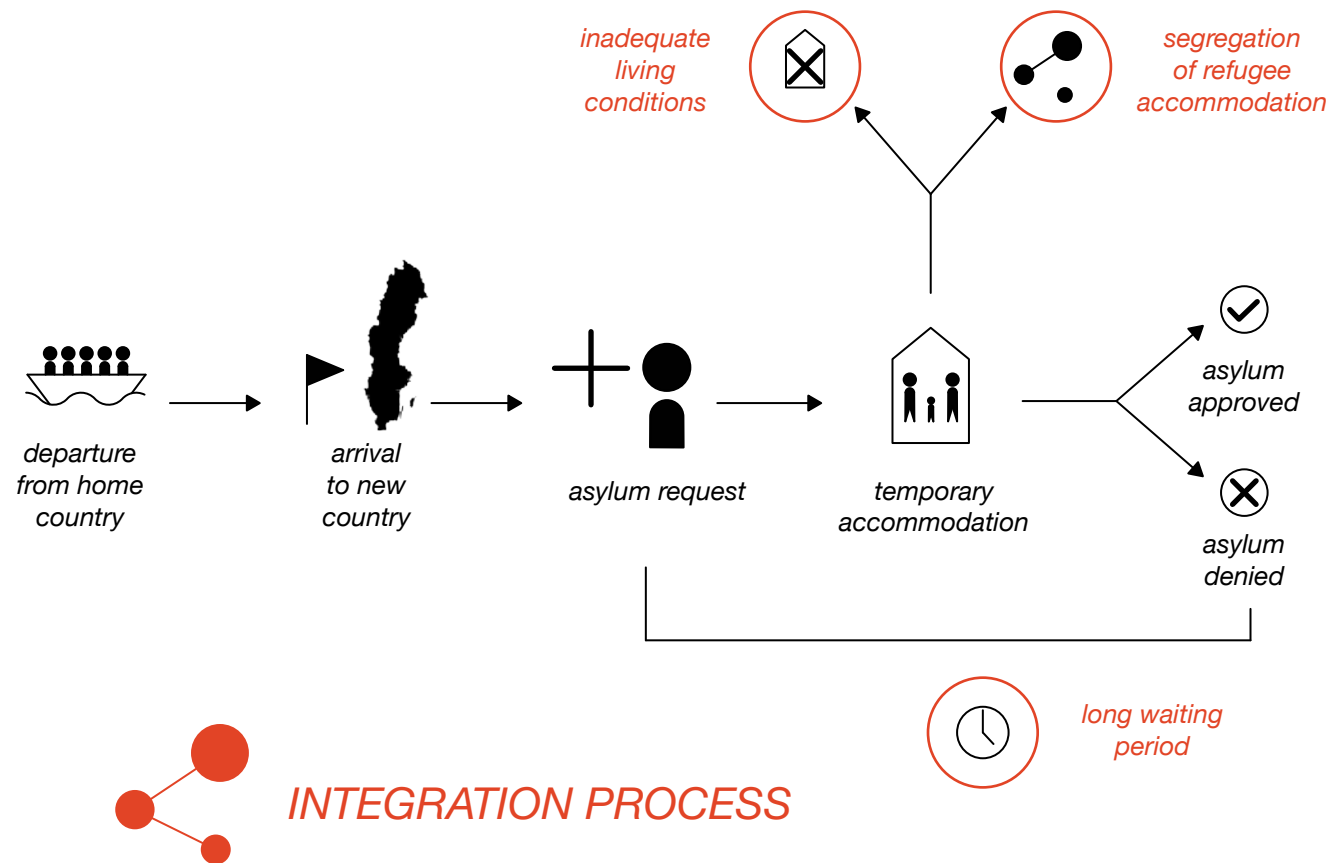 inadequate
living
conditions
segregation
of refugee
accommodation
departure
from home
country
arrival
to new
country
asylum request
temporary
accommodation
asylum
approved
asylum
denied
long waiting
period
INTEGRATION PROCESS